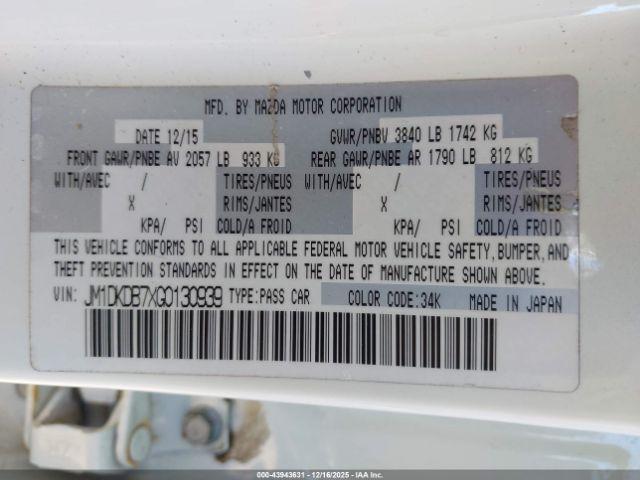 MFD. BY MAZDA MOTOR CORPORATION
DATE 12/15 GVWR/PNBV 3840 LB 1742 KG
FRONT GAWR/PNBE AV 2057 LB 933 KG REAR GAWR/PNBE AR 1790 LB 812 KG
WITH/AVEC / TIRES/PNEUS WITH/AVEC / TIRES/PNEUS
X RIMS/JANTES X RIMS/JANTES
KPA/ PSI COLD/A FROID KPA/ PSI COLD/A FROID
THIS VEHICLE CONFORMS TO ALL APPLICABLE FEDERAL MOTOR VEHICLE SAFETY, BUMPER, AND
THEFT PREVENTION STANDARDS IN EFFECT ON THE DATE OF MANUFACTURE SHOWN ABOVE.
VIN: JM1DKDB7XG0130939 TYPE:PASS CAR COLOR CODE:34K MADE IN JAPAN
000-43943631 - 12/16/2025 - IAAI.com